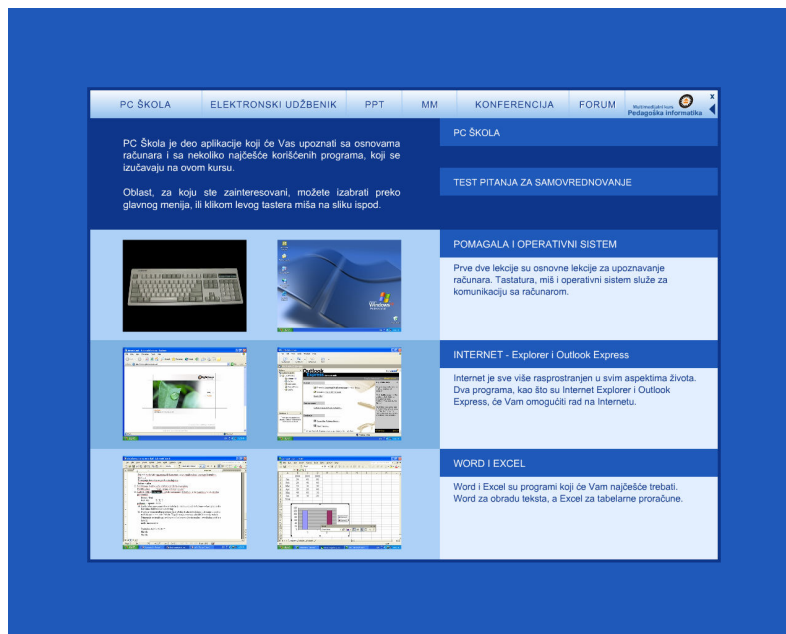 PC ŠKOLA
ELEKTRONSKI UDŽBENIK
PPT
MM
KONFERENCIJA
FORUM
Multimedijalni kurs
Pedagoška informatika
x
PC Škola je deo aplikacije koji će Vas upoznati sa osnovama
računara i sa nekoliko najčešće korišćenih programa, koji se
izučavaju na ovom kursu.
Oblast, za koju ste zainteresovani, možete izabrati preko
glavnog menija, ili klikom levog tastera miša na sliku ispod.
PC ŠKOLA
TEST PITANJA ZA SAMOVREDNOVANJE
POMAGALA I OPERATIVNI SISTEM
Prve dve lekcije su osnovne lekcije za upoznavanje
računara. Tastatura, miš i operativni sistem služe za
komunikaciju sa računarom.
Windows
INTERNET - Explorer i Outlook Express
Internet je sve više rasprostranjen u svim aspektima života.
Dva programa, kao što su Internet Explorer i Outlook
Express, će Vam omogućiti rad na Internetu.
Outlook
Express
WORD I EXCEL
Word i Excel su programi koji će Vam najčešće trebati.
Word za obradu teksta, a Excel za tabelarne proračune.